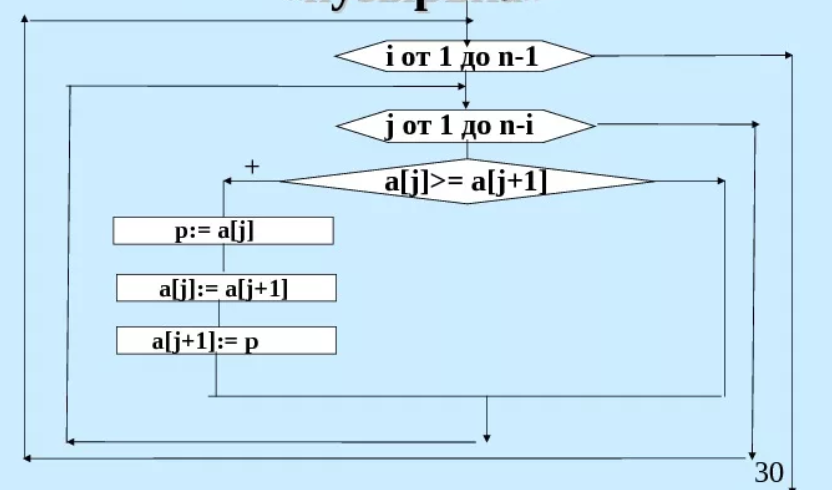 i от 1 до n-1
j от 1 до n-i
+
a[j]>= a[j+1]
p:= a[j]
a[j]:= a[j+1]
a[j+1]:= p
30